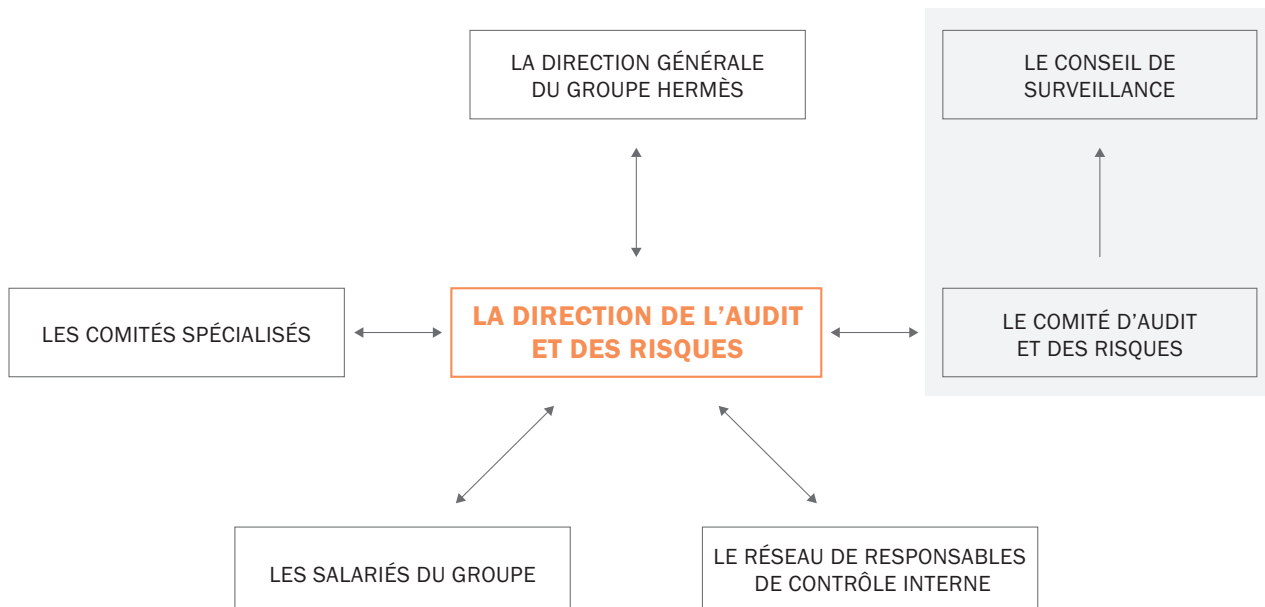 LA DIRECTION GÉNÉRALE
DU GROUPE HERMÈS
LE CONSEIL DE
SURVEILLANCE
LES COMITÉS SPÉCIALISÉS
LA DIRECTION DE L’AUDIT
ET DES RISQUES
LE COMITÉ D’AUDIT
ET DES RISQUES
LES SALARIÉS DU GROUPE
LE RÉSEAU DE RESPONSABLES
DE CONTRÔLE INTERNE